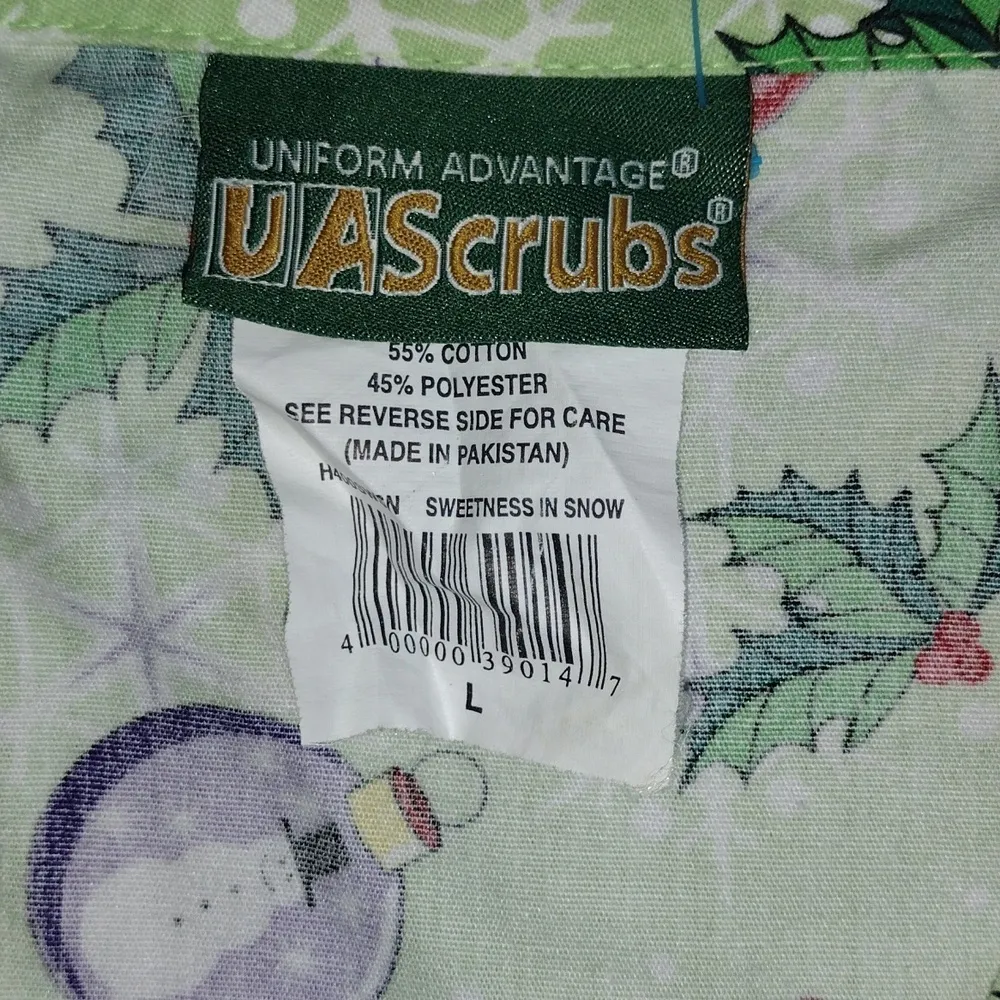 UNIFORM ADVANTAGE®
UAScrubs®
55% COTTON
45% POLYESTER
SEE REVERSE SIDE FOR CARE
(MADE IN PAKISTAN)
SWEETNESS IN SNOW
4 00000 39014 7
L